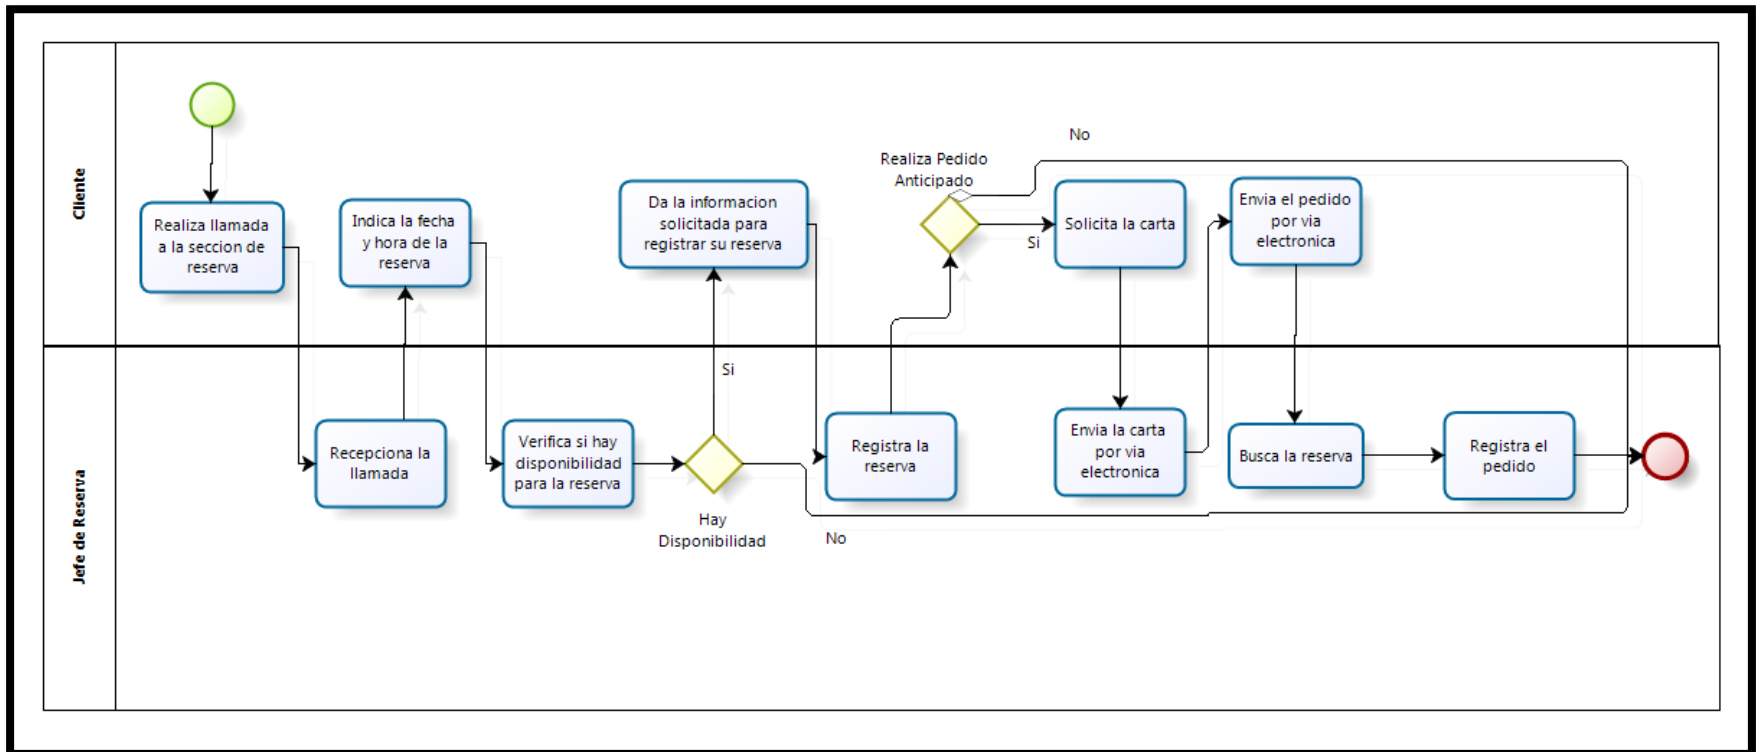 Cliente
Realiza llamada
a la seccion de
reserva
Indica la fecha
y hora de la
reserva
Da la informacion
solicitada para
registrar su reserva
Realiza Pedido
Anticipado
No
Si
Solicita la carta
Envia el pedido
por via
electronica
Jefe de Reserva
Recepciona la
llamada
Verifica si hay
disponibilidad
para la reserva
Si
Hay
Disponibilidad
No
Registra la
reserva
Envia la carta
por via
electronica
Busca la reserva
Registra el
pedido